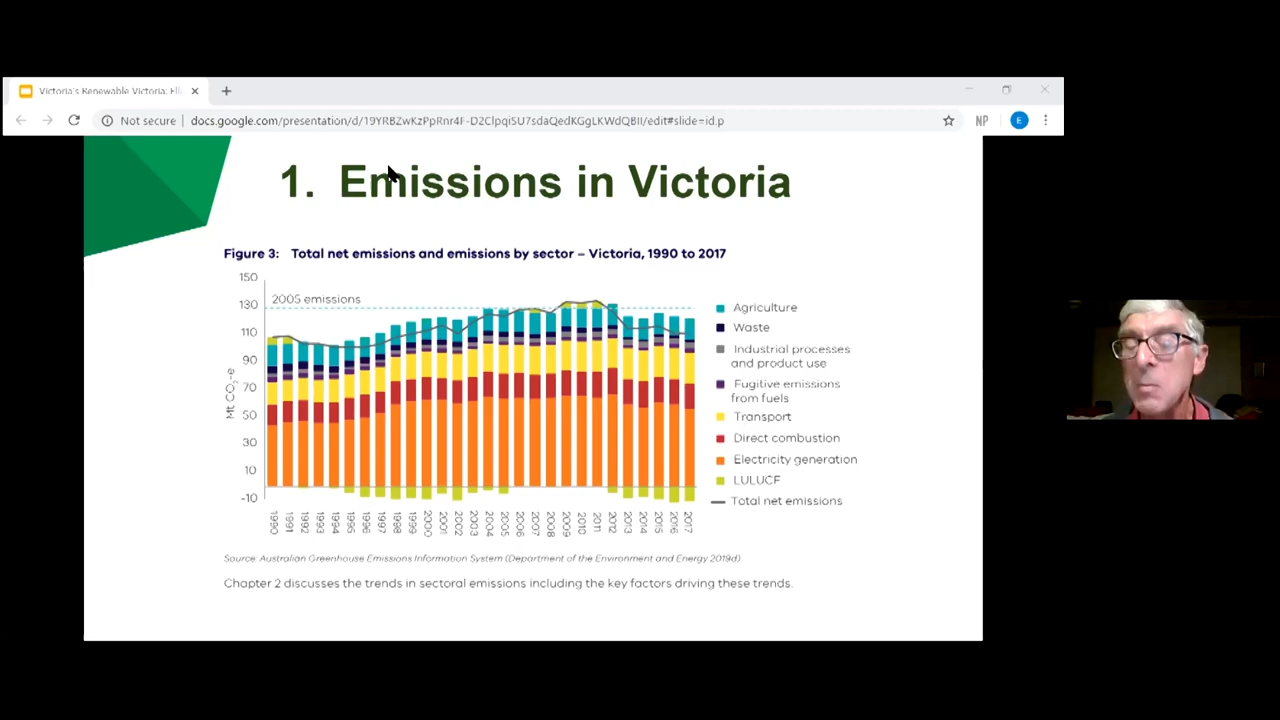 Victoria's Renewable Victoria: Ell
Not secure | docs.google.com/presentation/d/19YRBZwKzPpRnr4F-D2ClpqiSU7sdaQedKGgLKWdQBII/edit#slide=id.p
NP
E
1. Emissions in Victoria
Figure 3: Total net emissions and emissions by sector – Victoria, 1990 to 2017
Mt CO2-e
150
130
110
90
70
50
30
10
-10
2005 emissions
1990 1991 1992 1993 1994 1995 1996 1997 1998 1999 2000 2001 2002 2003 2004 2005 2006 2007 2008 2009 2010 2011 2012 2013 2014 2015 2016 2017
Agriculture
Waste
Industrial processes
and product use
Fugitive emissions
from fuels
Transport
Direct combustion
Electricity generation
LULUCF
Total net emissions
Source: Australian Greenhouse Emissions Information System (Department of the Environment and Energy 2019d)
Chapter 2 discusses the trends in sectoral emissions including the key factors driving these trends.